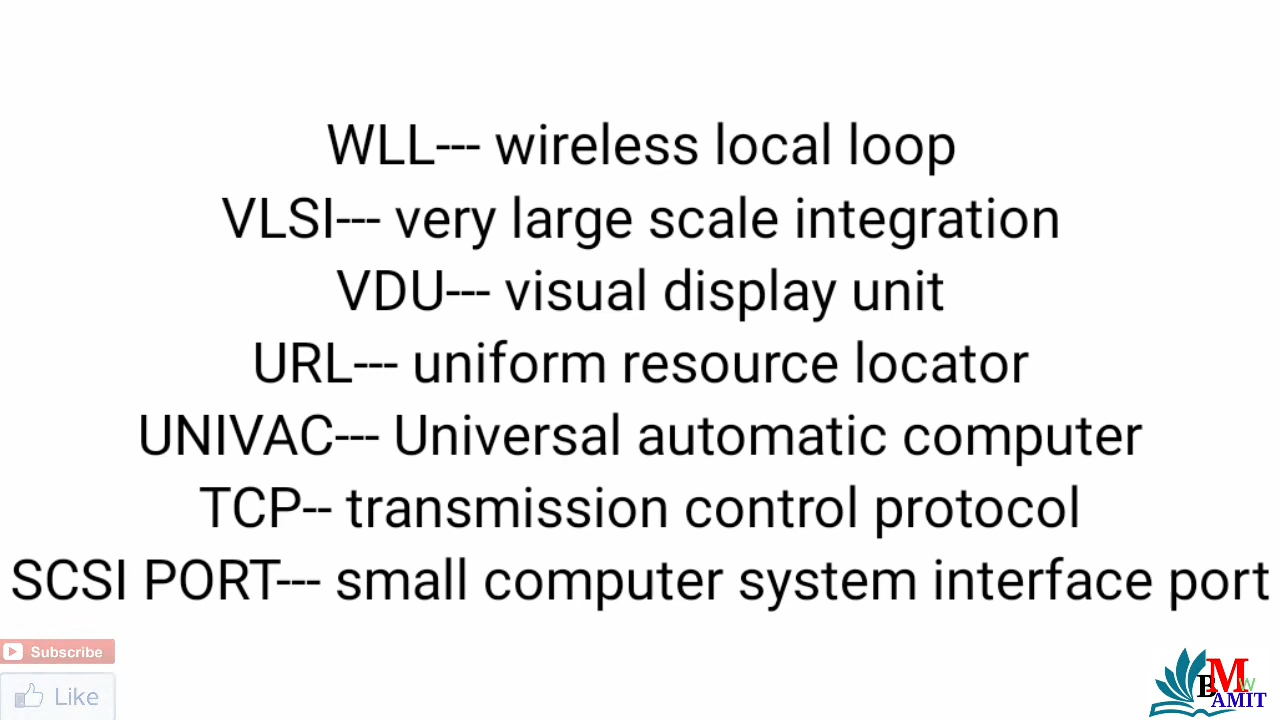 WLL--- wireless local loop
VLSI--- very large scale integration
VDU--- visual display unit
URL--- uniform resource locator
UNIVAC--- Universal automatic computer
TCP-- transmission control protocol
SCSI PORT--- small computer system interface port
Subscribe
Like
B M W
AMIT